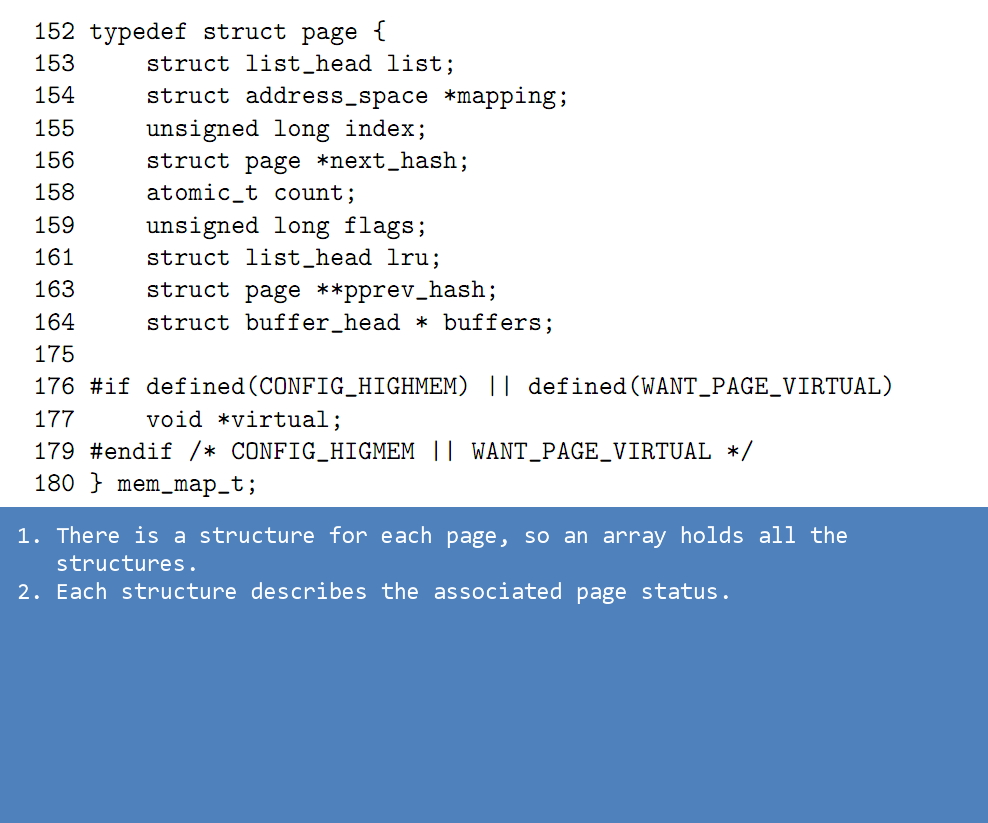 152 typedef struct page {
153     struct list_head list;
154     struct address_space *mapping;
155     unsigned long index;
156     struct page *next_hash;
158     atomic_t count;
159     unsigned long flags;
161     struct list_head lru;
163     struct page **pprev_hash;
164     struct buffer_head * buffers;
175
176 #if defined(CONFIG_HIGHMEM) || defined(WANT_PAGE_VIRTUAL)
177     void *virtual;
179 #endif /* CONFIG_HIGMEM || WANT_PAGE_VIRTUAL */
180 } mem_map_t;
1. There is a structure for each page, so an array holds all the
structures.
2. Each structure describes the associated page status.